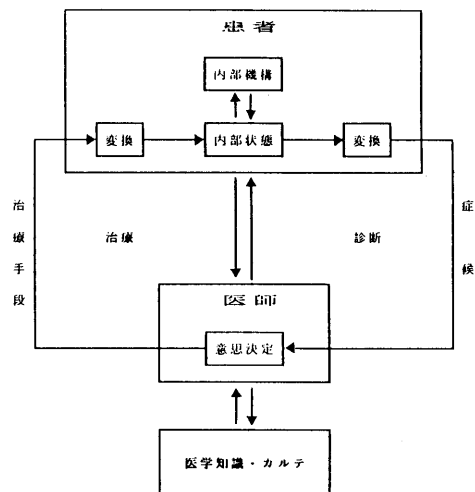 患者
内部機構
変換
内部状態
変換
治療手段
治療
診断
症候
医師
意思決定
医学知識・カルテ